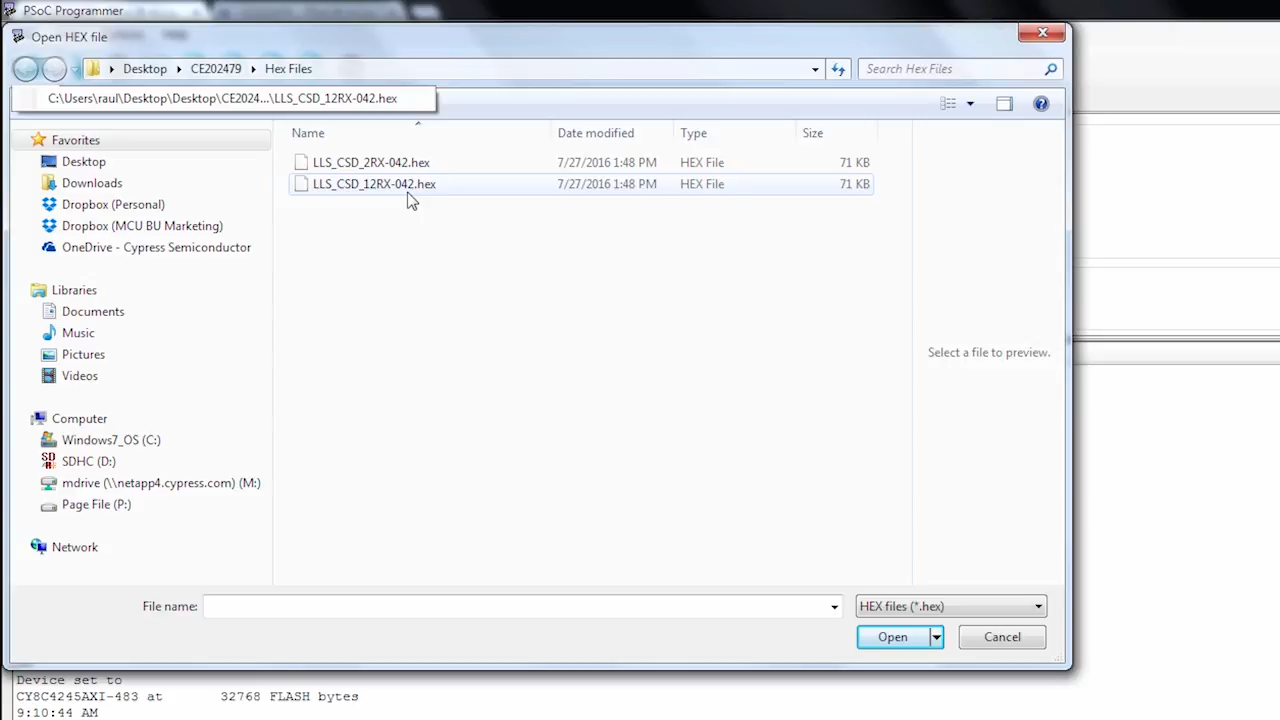 PSoC Programmer
Open HEX file
Desktop CE202479 Hex Files
Search Hex Files
C:\Users\raul\Desktop\Desktop\CE2024...\LLS_CSD_12RX-042.hex
Name Date modified Type Size
LLS_CSD_2RX-042.hex 7/27/2016 1:48 PM HEX File 71 KB
LLS_CSD_12RX-042.hex 7/27/2016 1:48 PM HEX File 71 KB
Favorites
Desktop
Downloads
Dropbox (Personal)
Dropbox (MCU BU Marketing)
OneDrive - Cypress Semiconductor
Libraries
Documents
Music
Pictures
Videos
Computer
Windows7_OS (C:)
SDHC (D:)
mdrive (\\netapp4.cypress.com) (M:)
Page File (P:)
Network
Select a file to preview.
File name:
HEX files (*.hex)
Open
Cancel
Device set to
CY8C4245AXI-483 at 32768 FLASH bytes
9:10:44 AM